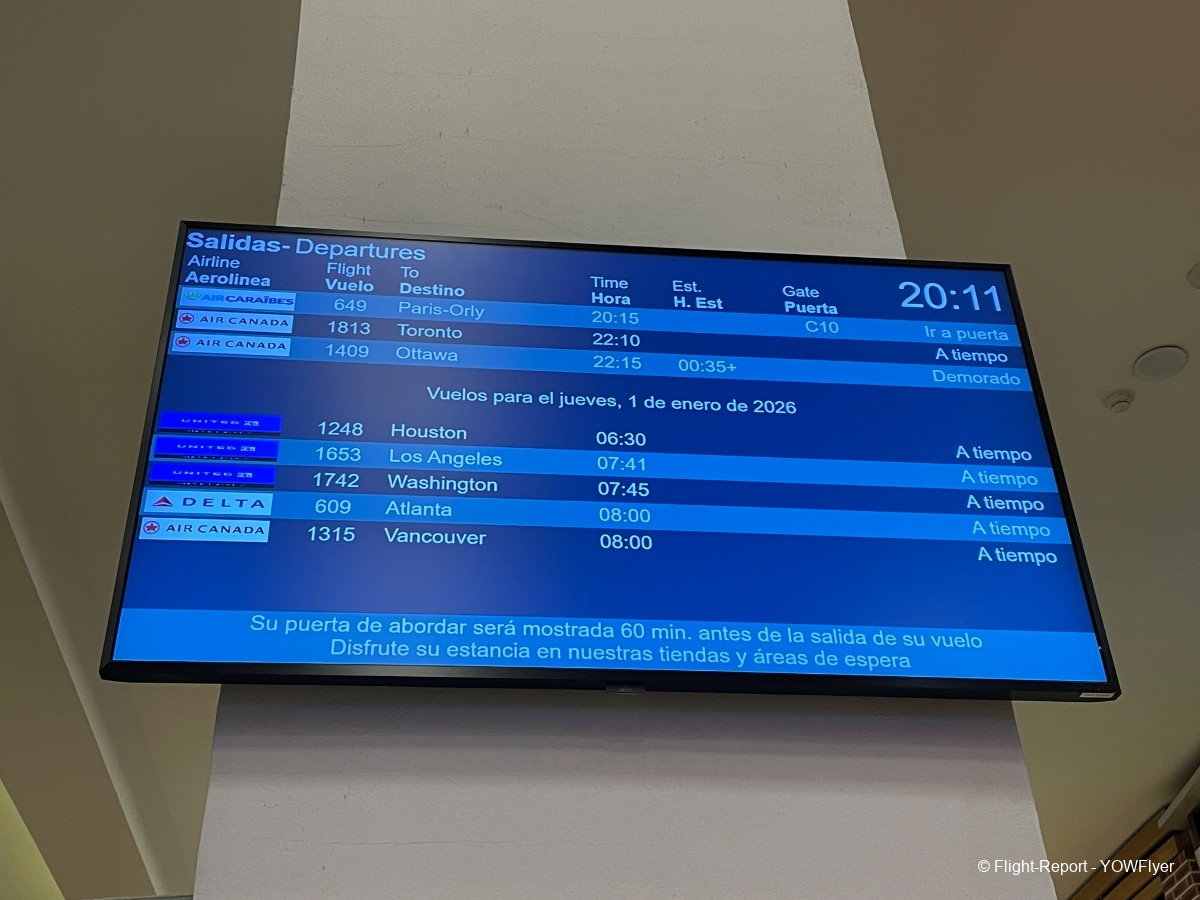 Salidas- Departures
20:11
Airline Flight To Time Est. Gate
Aerolinea Vuelo Destino Hora H. Est Puerta
AIR CARAÏBES 649 Paris-Orly 20:15 C10 Ir a puerta
AIR CANADA 1813 Toronto 22:10 A tiempo
AIR CANADA 1409 Ottawa 22:15 00:35+ Demorado
Vuelos para el jueves, 1 de enero de 2026
UNITED 1248 Houston 06:30 A tiempo
UNITED 1653 Los Angeles 07:41 A tiempo
UNITED 1742 Washington 07:45 A tiempo
DELTA 609 Atlanta 08:00 A tiempo
AIR CANADA 1315 Vancouver 08:00 A tiempo
Su puerta de abordar será mostrada 60 min. antes de la salida de su vuelo
Disfrute su estancia en nuestras tiendas y áreas de espera
© Flight-Report - YOWFlyer